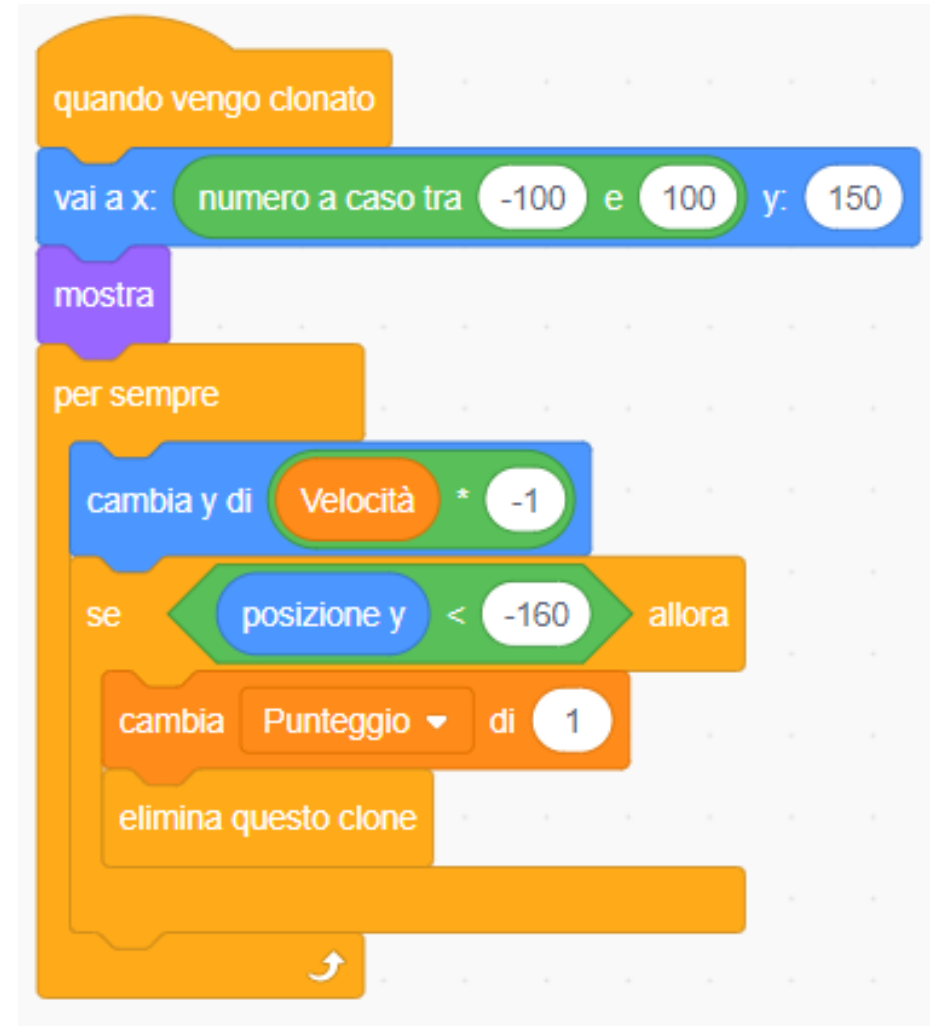 quando vengo clonato
vai a x: numero a caso tra -100 e 100 y: 150
mostra
per sempre
cambia y di Velocità * -1
se posizione y < -160 allora
cambia Punteggio di 1
elimina questo clone